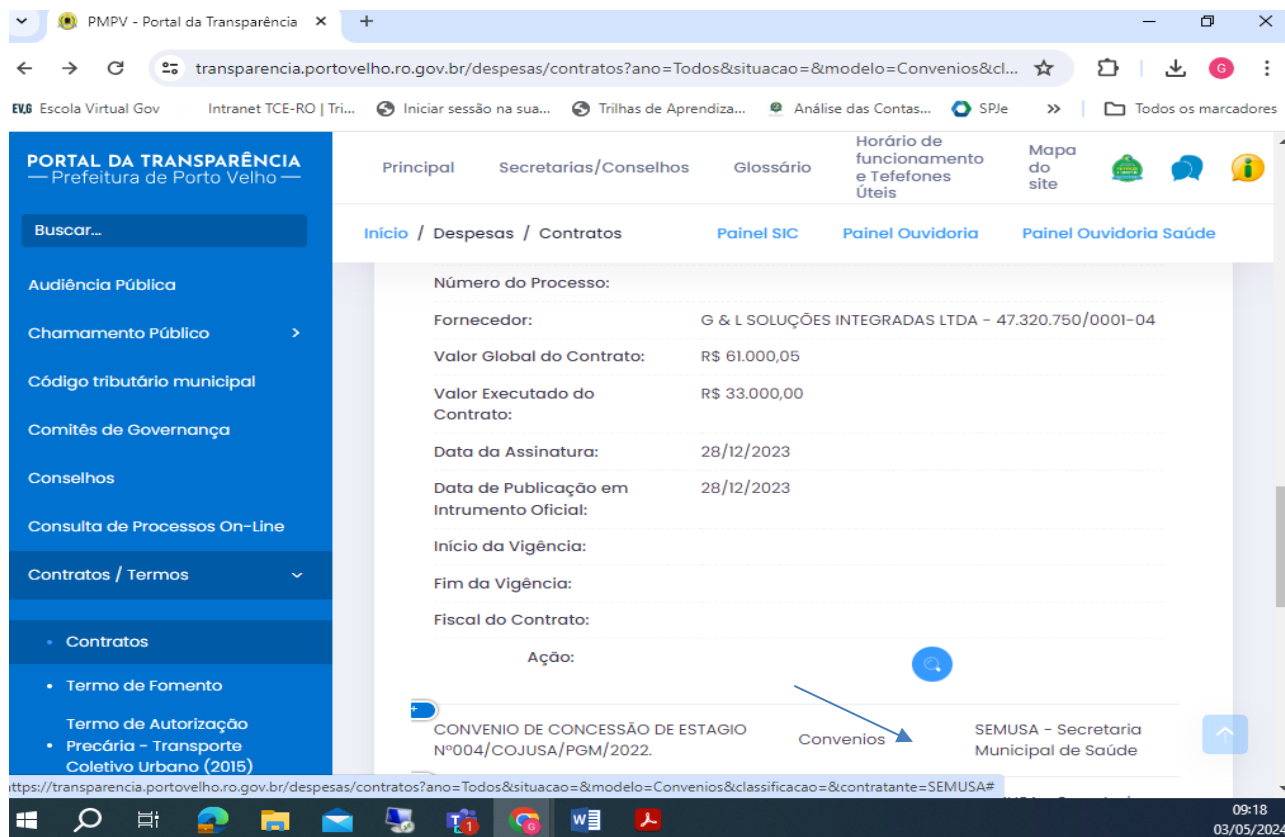 PMPV - Portal da Transparência
transparencia.portovelho.ro.gov.br/despesas/contratos?ano=Todos&situacao=&modelo=Convenios&cl...
G
EV.G Escola Virtual Gov
Intranet TCE-RO | Tri...
Iniciar sessão na sua...
Trilhas de Aprendiza...
Análise das Contas...
SPJe
»
Todos os marcadores
PORTAL DA TRANSPARÊNCIA
Prefeitura de Porto Velho
Principal
Secretarias/Conselhos
Glossário
Horário de
funcionamento
e Tefefones
Úteis
Mapa
do
site
Buscar...
Início / Despesas / Contratos
Painel SIC
Painel Ouvidoria
Painel Ouvidoria Saúde
Audiência Pública
Chamamento Público
Código tributário municipal
Comitês de Governança
Conselhos
Consulta de Processos On-Line
Contratos / Termos
• Contratos
• Termo de Fomento
Termo de Autorização
• Precária - Transporte
Coletivo Urbano (2015)
Número do Processo:
Fornecedor: G & L SOLUÇÕES INTEGRADAS LTDA - 47.320.750/0001-04
Valor Global do Contrato: R$ 61.000,05
Valor Executado do R$ 33.000,00
Contrato:
Data da Assinatura: 28/12/2023
Data de Publicação em 28/12/2023
Intrumento Oficial:
Início da Vigência:
Fim da Vigência:
Fiscal do Contrato:
Ação:
CONVENIO DE CONCESSÃO DE ESTAGIO
Nº004/COJUSA/PGM/2022.
Convenios
SEMUSA - Secretaria
Municipal de Saúde
https://transparencia.portovelho.ro.gov.br/despesas/contratos?ano=Todos&situacao=&modelo=Convenios&classificacao=&contratante=SEMUSA#
09:18
03/05/2024